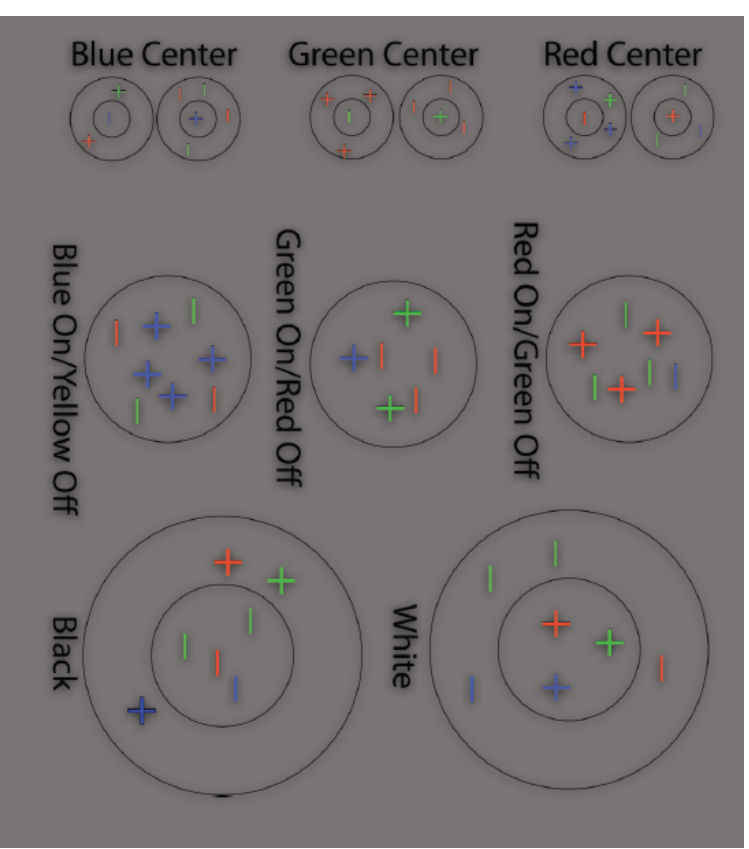 Blue Center
Green Center
Red Center
Blue On/Yellow Off
Green On/Red Off
Red On/Green Off
Black
White